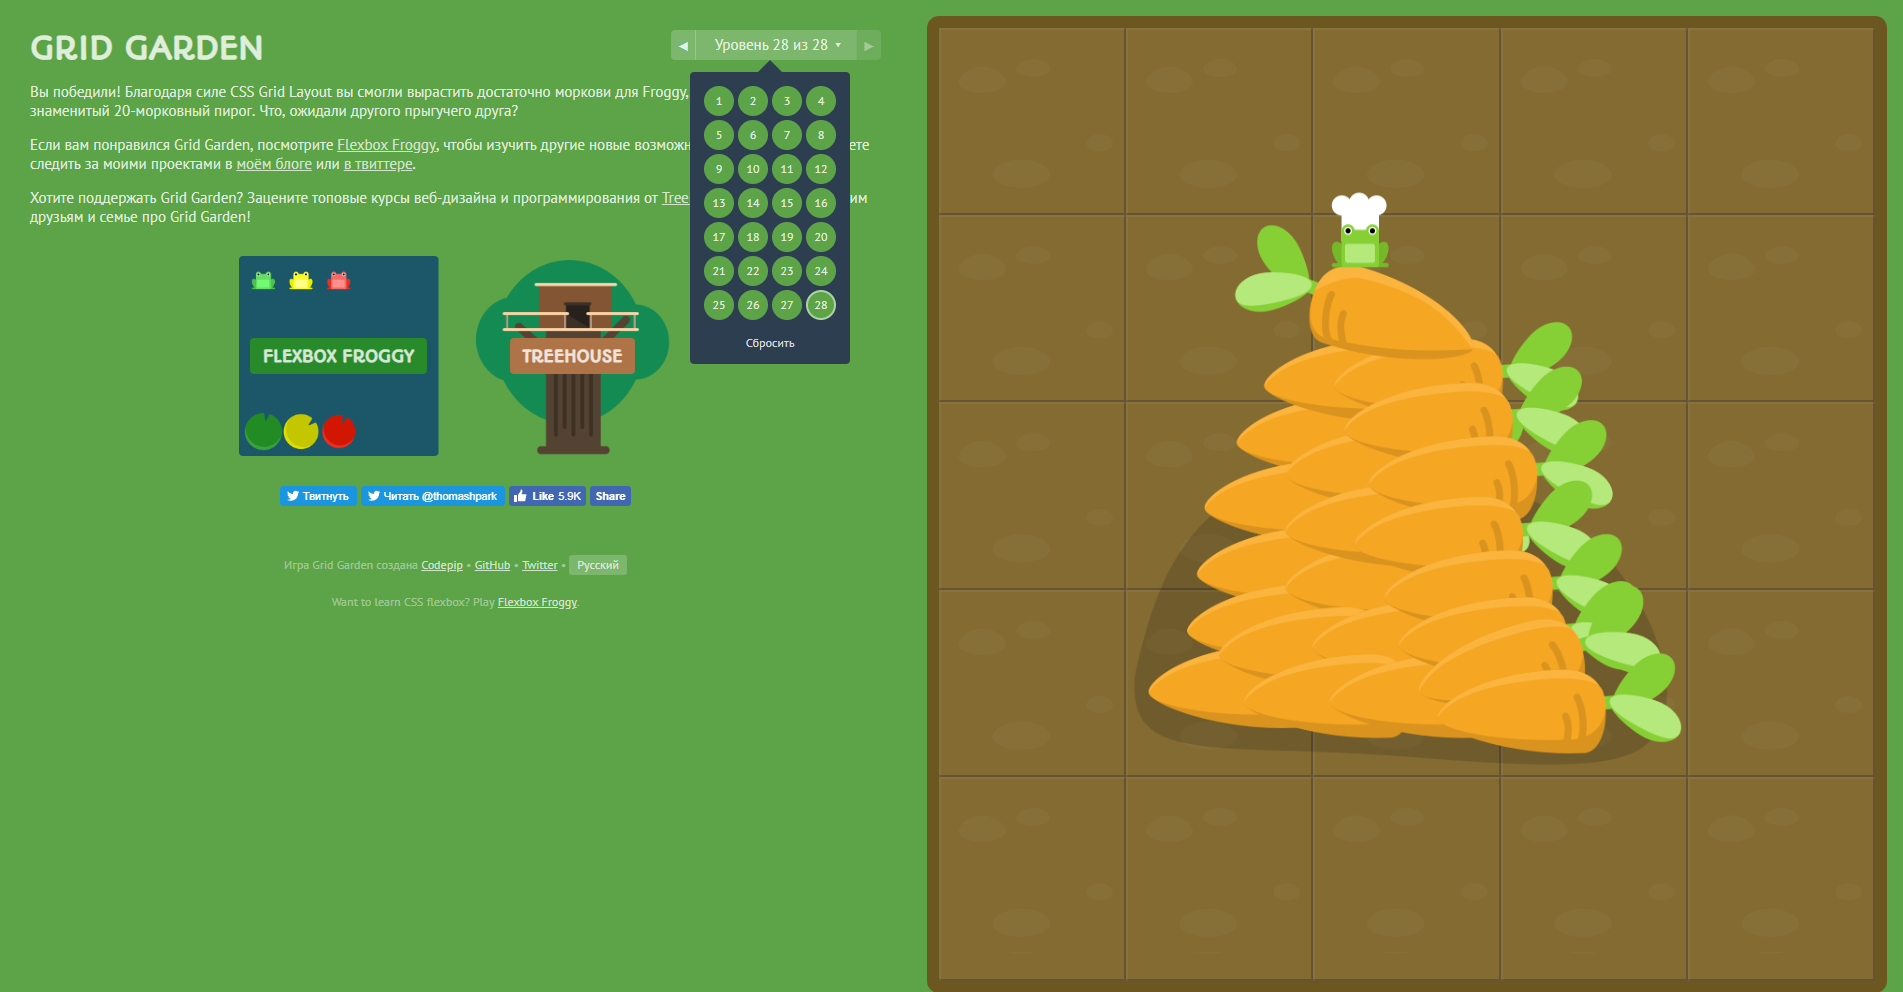 GRID GARDEN
◀ Уровень 28 из 28 ▾ ▶
Вы победили! Благодаря силе CSS Grid Layout вы смогли вырастить достаточно моркови для Froggy,
знаменитый 20-морковный пирог. Что, ожидали другого прыгучего друга?
Если вам понравился Grid Garden, посмотрите Flexbox Froggy, чтобы изучить другие новые
следить за моими проектами в моём блоге или в твиттере.
Хотите поддержать Grid Garden? Зацените топовые курсы веб-дизайна и программирования от
друзьям и семье про Grid Garden!
1 2 3 4
5 6 7 8
9 10 11 12
13 14 15 16
17 18 19 20
21 22 23 24
25 26 27 28
Сбросить
FLEXBOX FROGGY
TREEHOUSE
Твитнуть Читать @thomashpark Like 5.9K Share
Игра Grid Garden создана Codepip • GitHub • Twitter • Русский
Want to learn CSS flexbox? Play Flexbox Froggy.